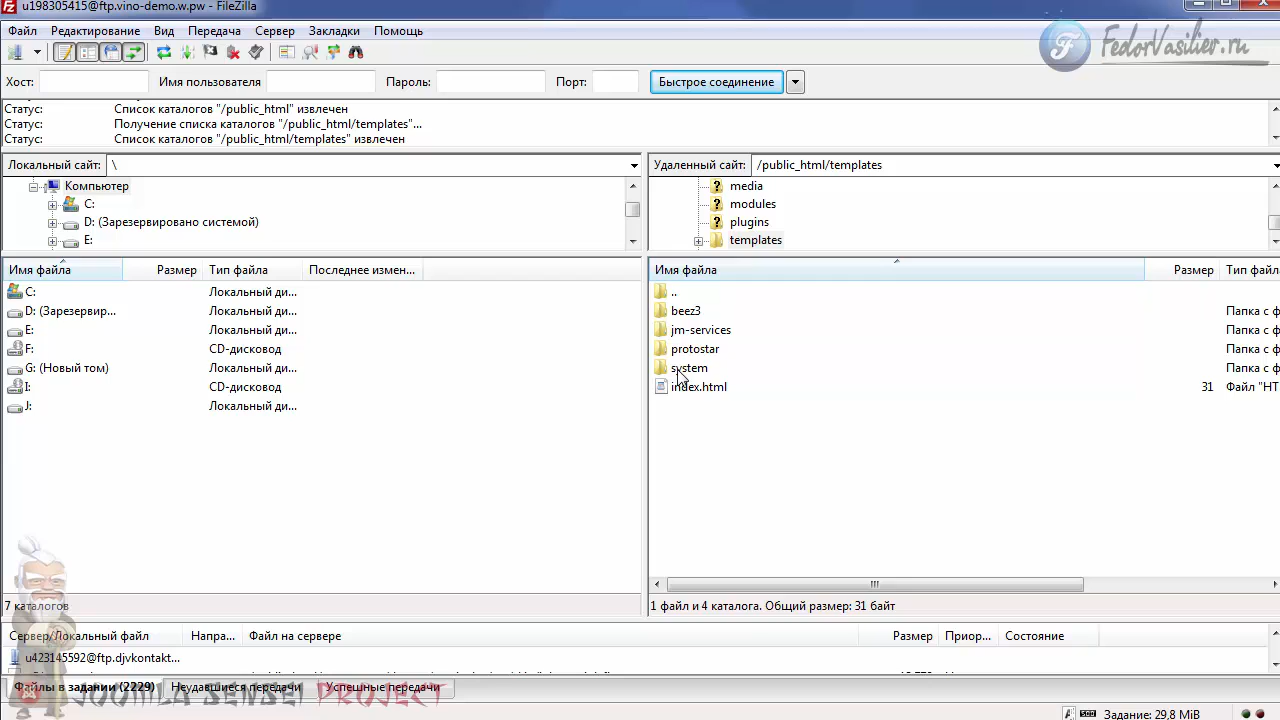 u198305415@ftp.vino-demo.w.pw - FileZilla
Файл Редактирование Вид Передача Сервер Закладки Помощь
FedorVasiliev.ru
Хост: Имя пользователя Пароль: Порт: Быстрое соединение
Статус: Список каталогов "/public_html" извлечен
Статус: Получение списка каталогов "/public_html/templates"...
Статус: Список каталогов "/public_html/templates" извлечен
Локальный сайт: \
Компьютер
C:
D: (Зарезервировано системой)
E:
Удаленный сайт: /public_html/templates
media
modules
plugins
templates
Имя файла Размер Тип файла Последнее измен...
C: Локальный ди...
D: (Зарезервир... Локальный ди...
E: Локальный ди...
F: CD-дисковод
G: (Новый том) Локальный ди...
I: CD-дисковод
J: Локальный ди...
7 каталогов
Имя файла Размер Тип файла
..
beez3 Папка с ф
jm-services Папка с ф
protostar Папка с ф
system Папка с ф
index.html 31 Файл "HT
1 файл и 4 каталога. Общий размер: 31 байт
Сервер/Локальный файл Напра... Файл на сервере Размер Приор... Состояние
u423145592@ftp.djvkontakt...
Файлы в задании (2229) Неудавшиеся передачи Успешные передачи
JOOMLA SENSEI PROJECT
Задание: 29,8 MiB